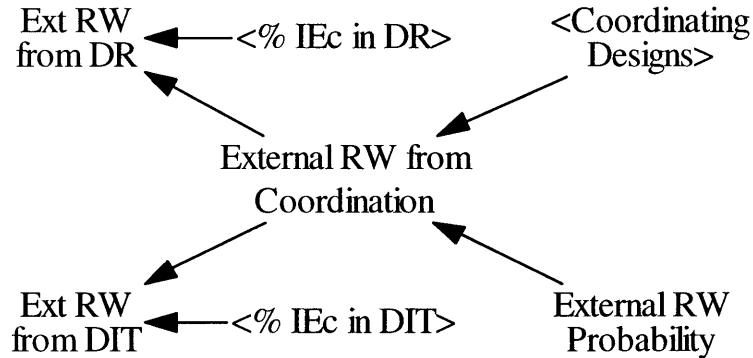 Ext RW
from DR
<% IEc in DR>
<Coordinating
Designs>
External RW from
Coordination
Ext RW
from DIT
<% IEc in DIT>
External RW
Probability